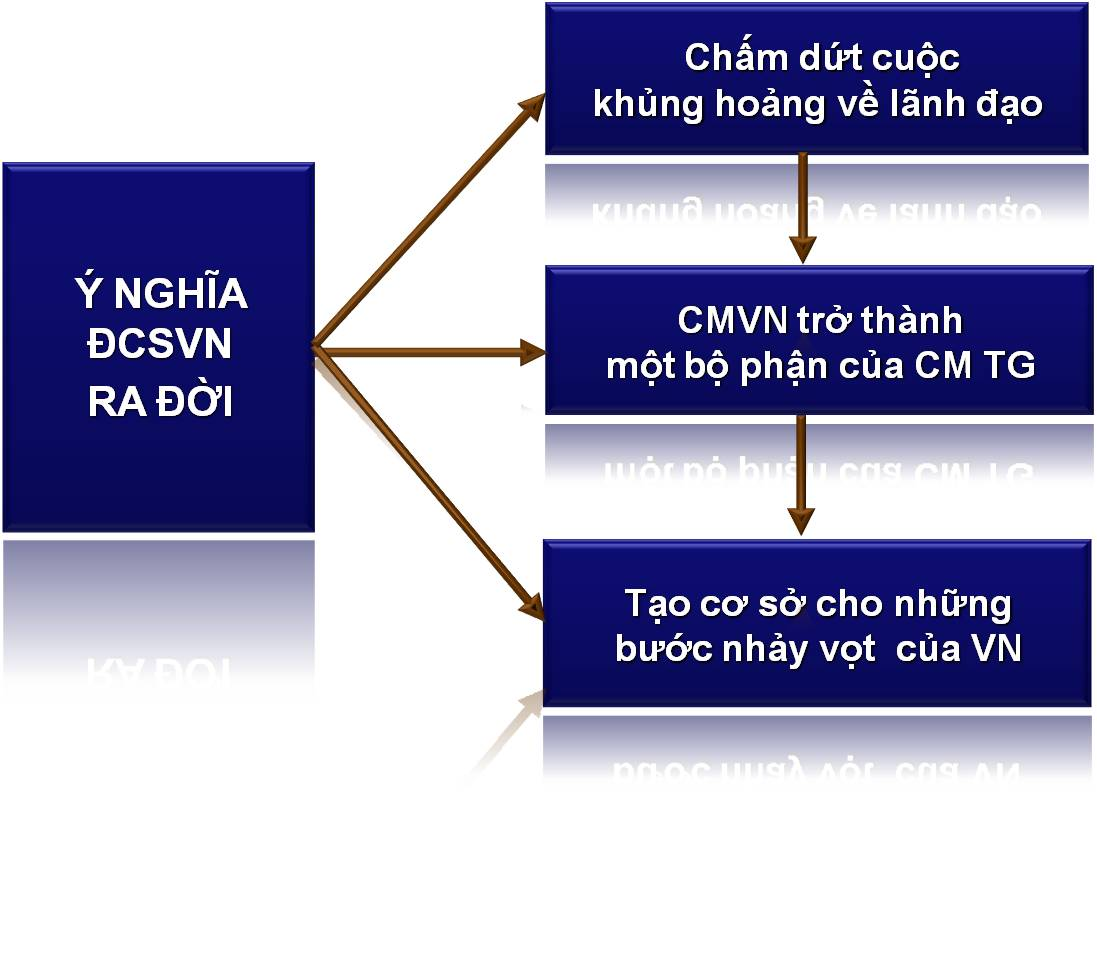 Ý NGHĨA
ĐCSVN
RA ĐỜI
Chấm dứt cuộc
khủng hoảng về lãnh đạo
CMVN trở thành
một bộ phận của CM TG
Tạo cơ sở cho những
bước nhảy vọt của VN